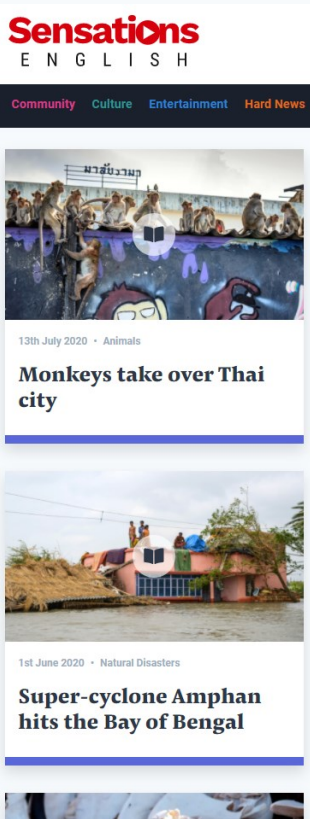 Sensations
ENGLISH
Community Culture Entertainment Hard News
13th July 2020 • Animals
Monkeys take over Thai
city
1st June 2020 • Natural Disasters
Super-cyclone Amphan
hits the Bay of Bengal